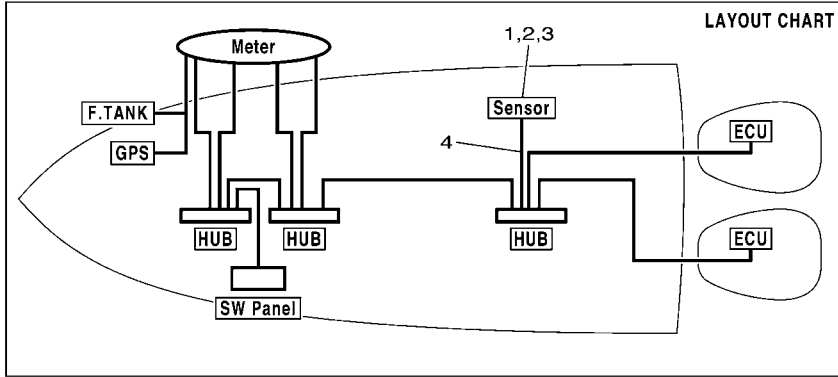 LAYOUT CHART
Meter
1,2,3
F.TANK
Sensor
ECU
GPS
4
HUB
HUB
HUB
ECU
SW Panel